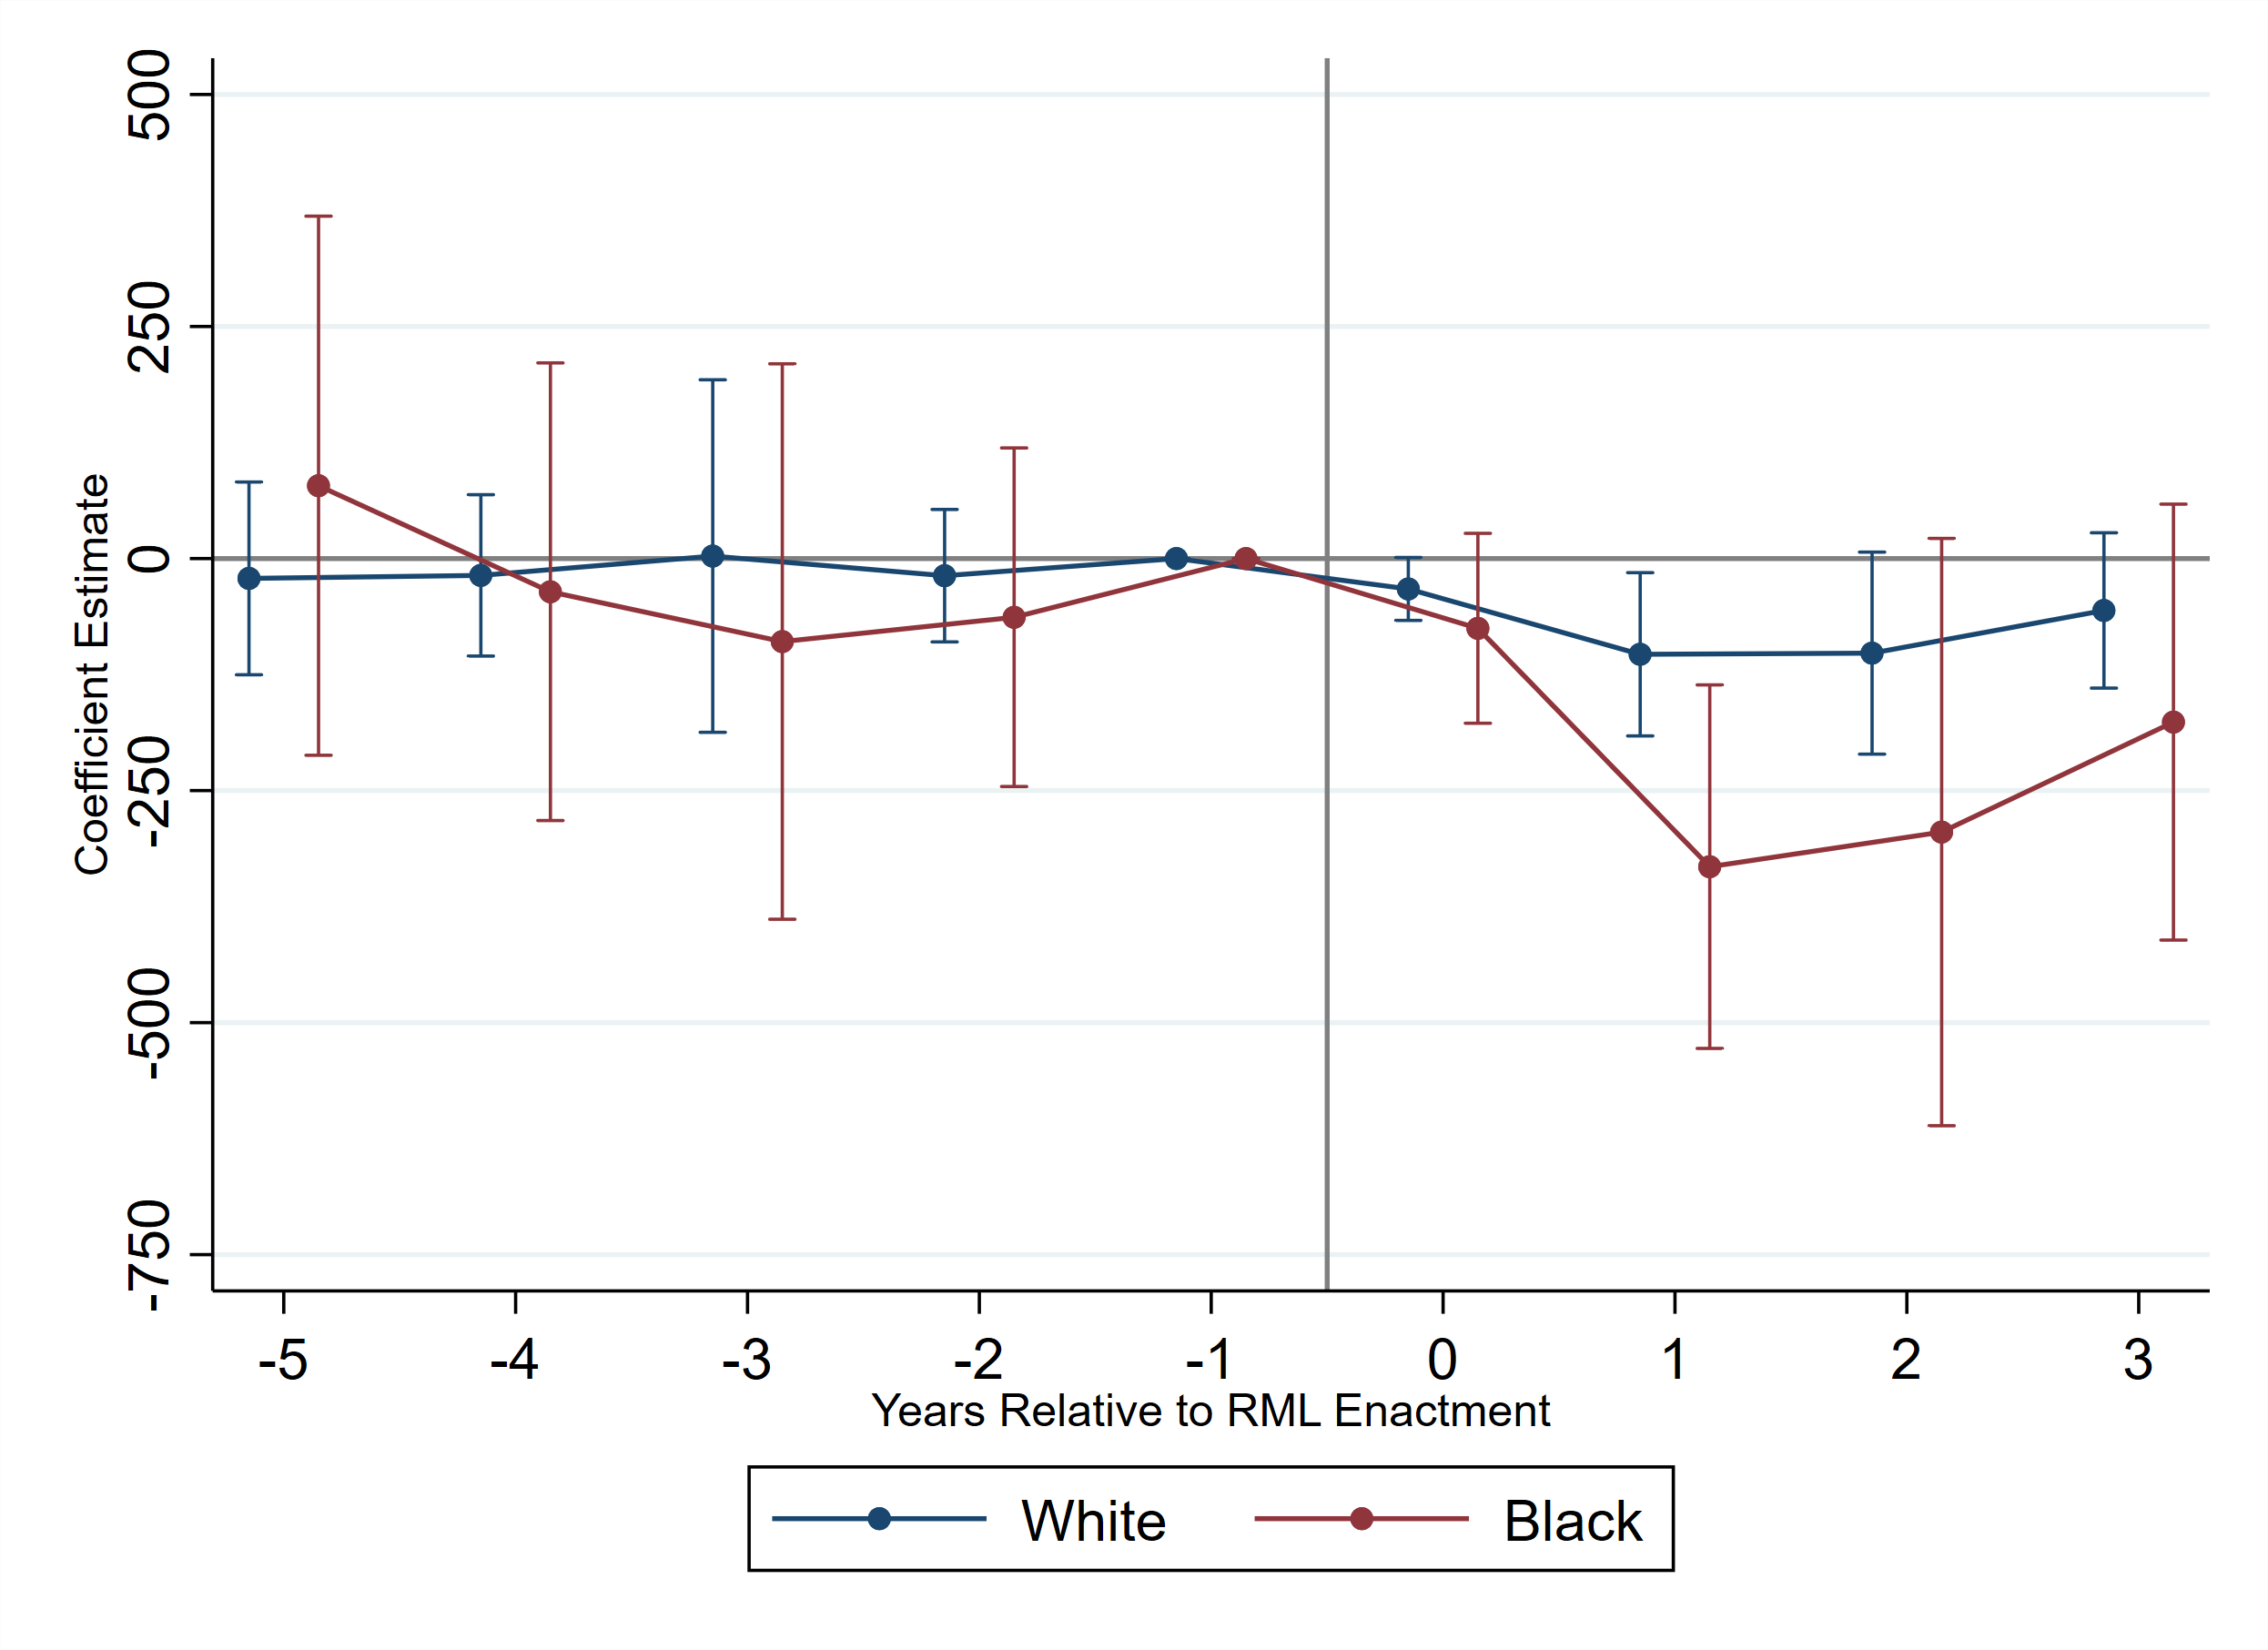 500
250
0
-250
-500
-750
Coefficient Estimate
-5 -4 -3 -2 -1 0 1 2 3
Years Relative to RML Enactment
White Black